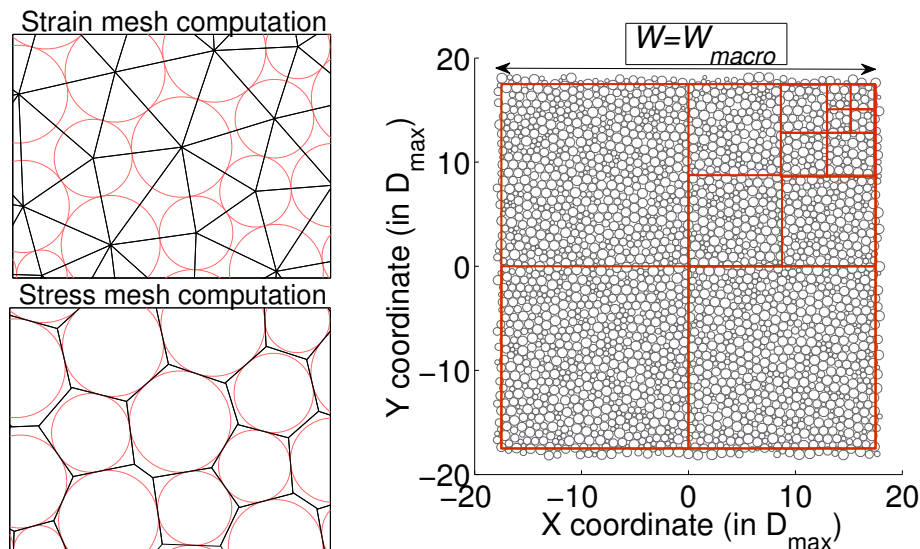 Strain mesh computation
Stress mesh computation
W=W_macro
20
10
0
−10
−20
Y coordinate (in D_max)
−20
−10
0
10
20
X coordinate (in D_max)